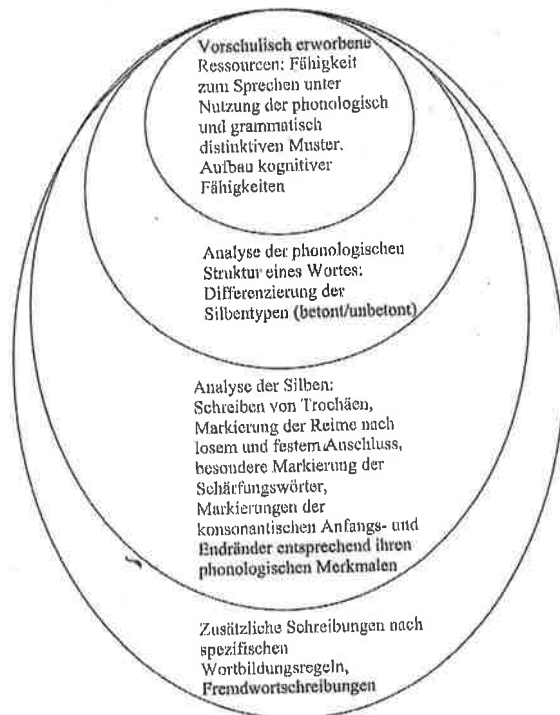 Vorschulisch erworbene
Ressourcen: Fähigkeit
zum Sprechen unter
Nutzung der phonologisch
und grammatisch
distinktiven Muster.
Aufbau kognitiver
Fähigkeiten
Analyse der phonologischen
Struktur eines Wortes:
Differenzierung der
Silbentypen (betont/unbetont)
Analyse der Silben:
Schreiben von Trochäen,
Markierung der Reime nach
losem und festem Anschluss,
besondere Markierung der
Schärfungswörter,
Markierungen der
konsonantischen Anfangs- und
Endränder entsprechend ihren
phonologischen Merkmalen
Zusätzliche Schreibungen nach
spezifischen
Wortbildungsregeln,
Fremdwortschreibungen